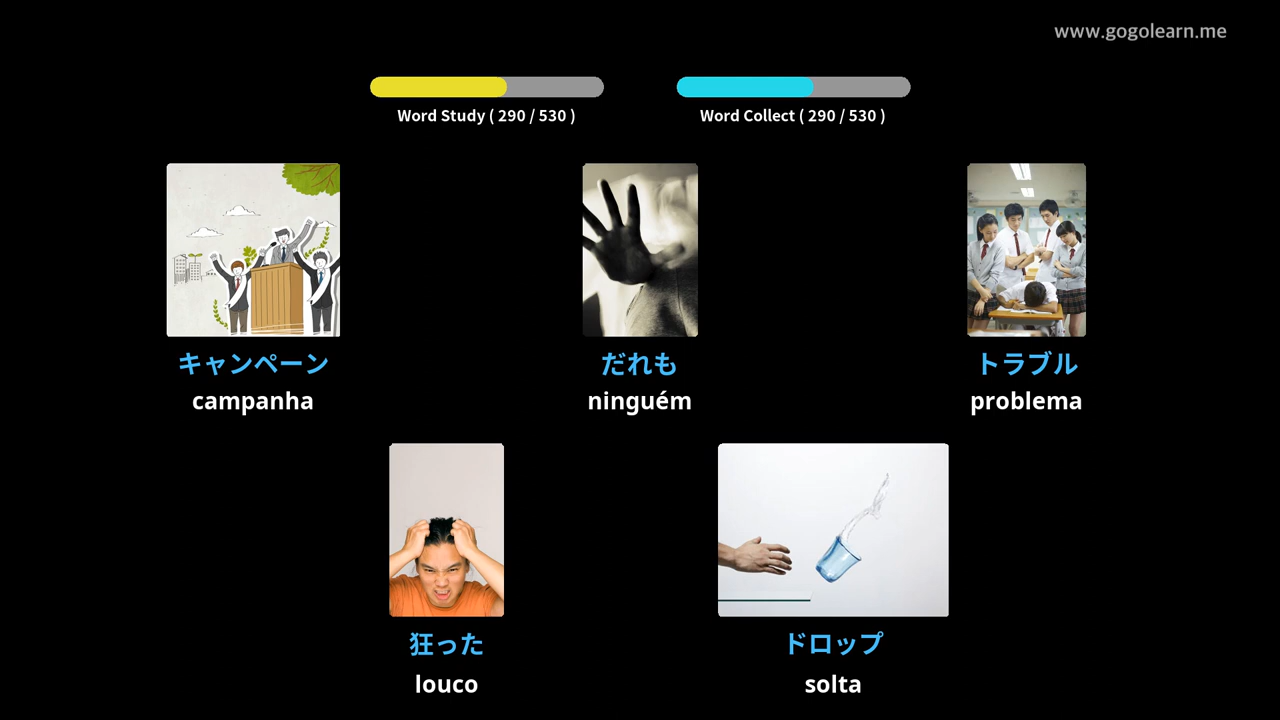 www.gogolearn.me
Word Study ( 290 / 530 )
Word Collect ( 290 / 530 )
キャンペーン
campanha
だれも
ninguém
トラブル
problema
狂った
louco
ドロップ
solta